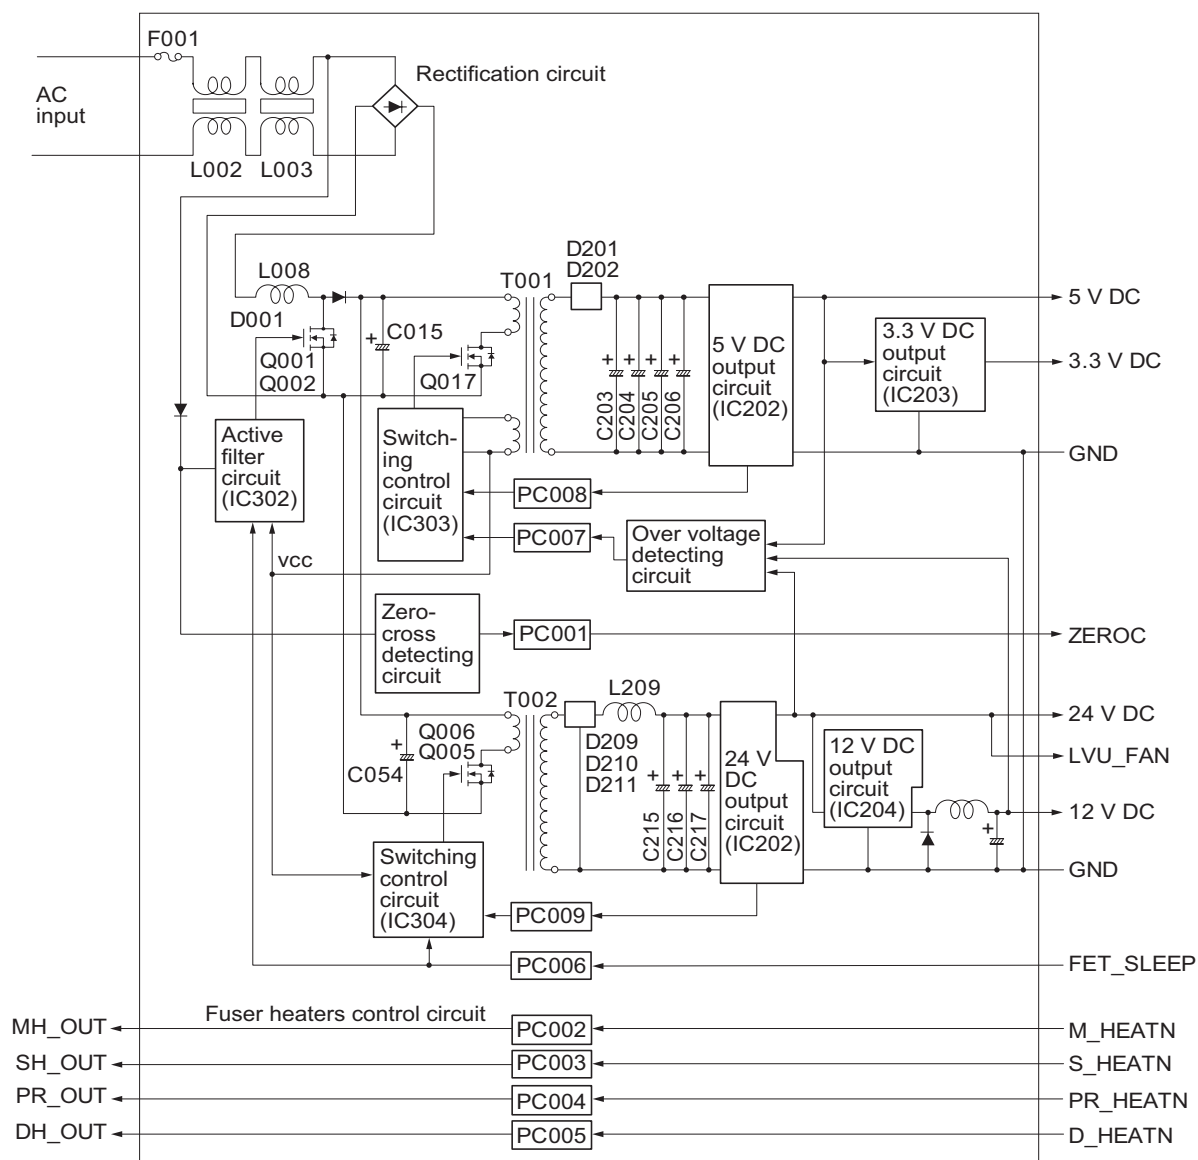 F001
Rectification circuit
AC
input
L002
L003
L008
T001
D201
D202
5 V DC
D001
C015
3.3 V DC
output
circuit
(IC203)
5 V DC
output
circuit
(IC202)
3.3 V DC
Q001
Q002
Q017
C203
C204
C205
C206
Active
filter
circuit
(IC302)
Switch-
ing
control
circuit
(IC303)
GND
PC008
PC007
Over voltage
detecting
circuit
vcc
Zero-
cross
detecting
circuit
PC001
ZEROC
T002
L209
24 V DC
Q006
Q005
D209
D210
D211
24 V
DC
output
circuit
(IC202)
12 V DC
output
circuit
(IC204)
LVU_FAN
C054
C215
C216
C217
12 V DC
Switching
control
circuit
(IC304)
GND
PC009
PC006
FET_SLEEP
Fuser heaters control circuit
MH_OUT
PC002
M_HEATN
SH_OUT
PC003
S_HEATN
PR_OUT
PC004
PR_HEATN
DH_OUT
PC005
D_HEATN